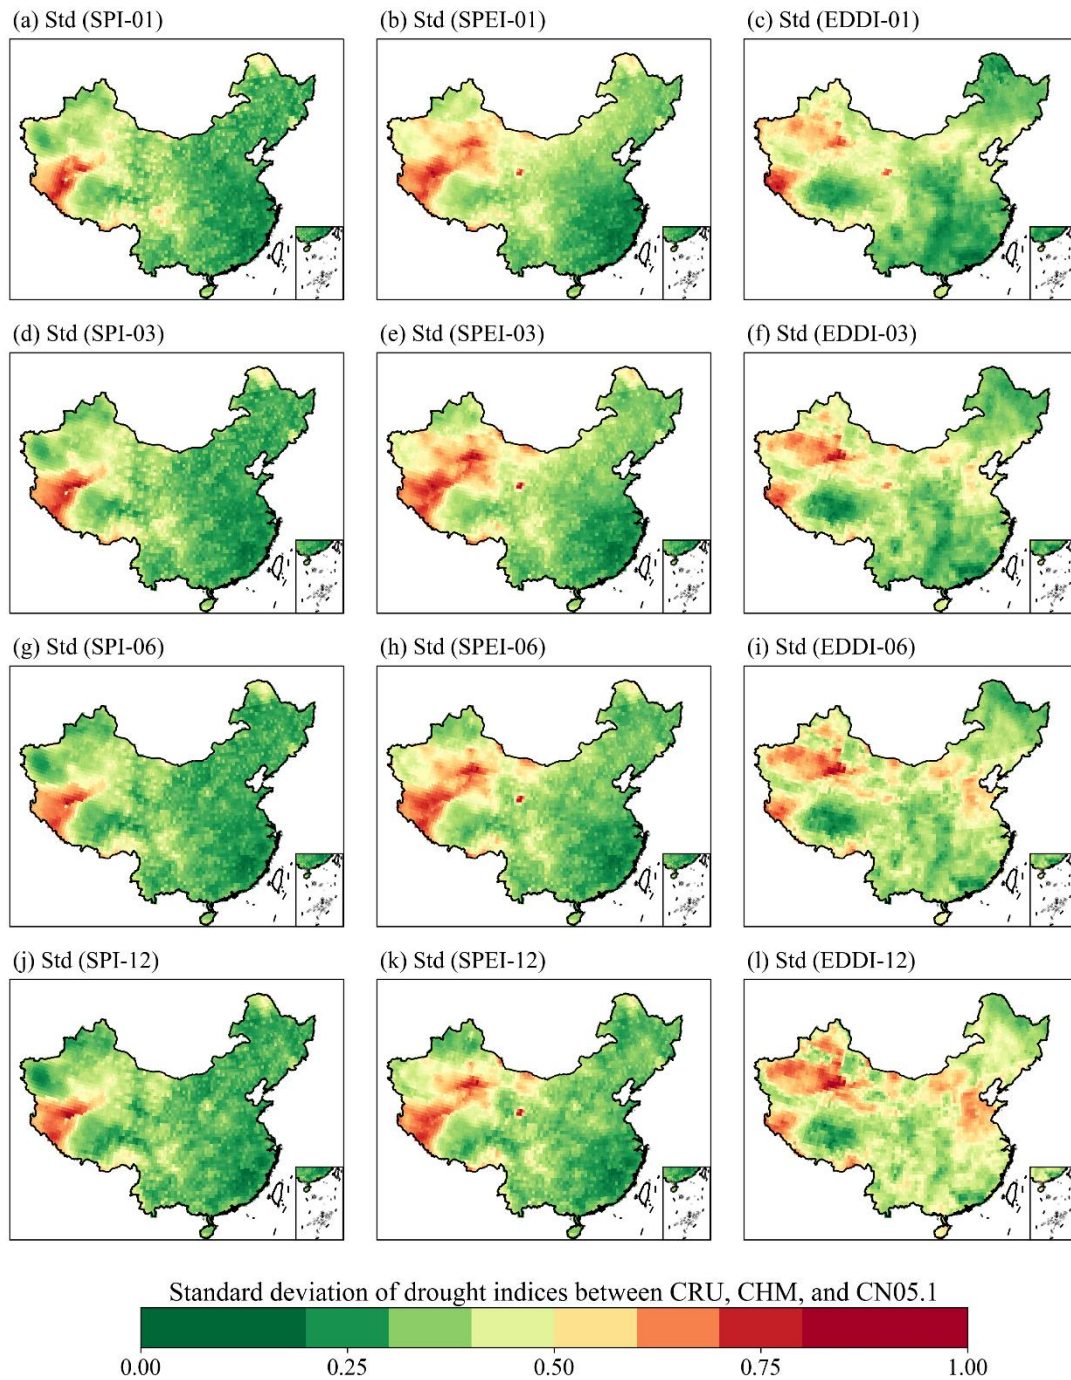 (a) Std (SPI-01)
(b) Std (SPEI-01)
(c) Std (EDDI-01)
(d) Std (SPI-03)
(e) Std (SPEI-03)
(f) Std (EDDI-03)
(g) Std (SPI-06)
(h) Std (SPEI-06)
(i) Std (EDDI-06)
(j) Std (SPI-12)
(k) Std (SPEI-12)
(l) Std (EDDI-12)
Standard deviation of drought indices between CRU, CHM, and CN05.1
0.00 0.25 0.50 0.75 1.00